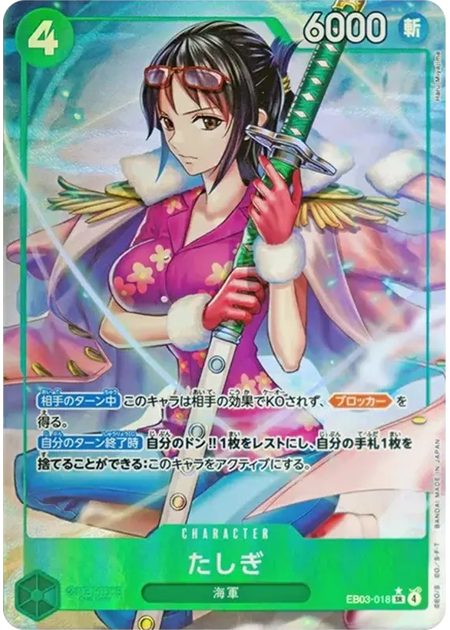 4
6000 斬
Haru Miyaune
相手のターン中 このキャラは相手の効果でKOされず、ブロッカー を
得る。
自分のターン終了時 自分のドン!!1枚をレストにし、自分の手札1枚を
捨てることができる:このキャラをアクティブにする。
BANDAI MADE IN JAPAN
©E.O/S. ©O/S・F・T
CHARACTER
たしぎ
海軍
EB03-018 SR 4